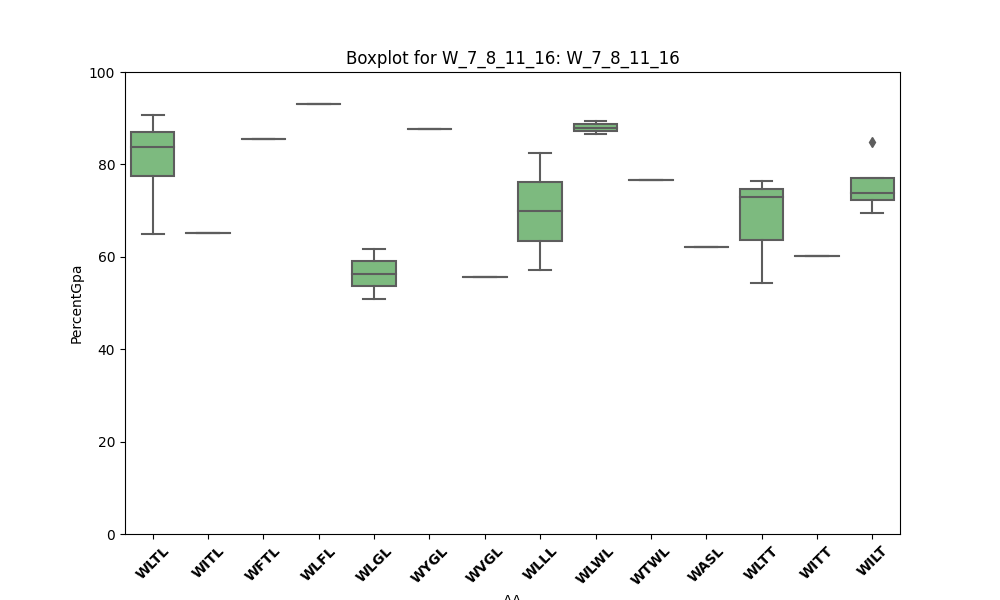 Boxplot for W_7_8_11_16: W_7_8_11_16
100
80
60
40
20
0
PercentGpa
WLTL
WITL
WFTL
WLFL
WLGL
WYGL
WVGL
WLLL
WLWL
WTWL
WASL
WLTT
WITT
WILT
AA